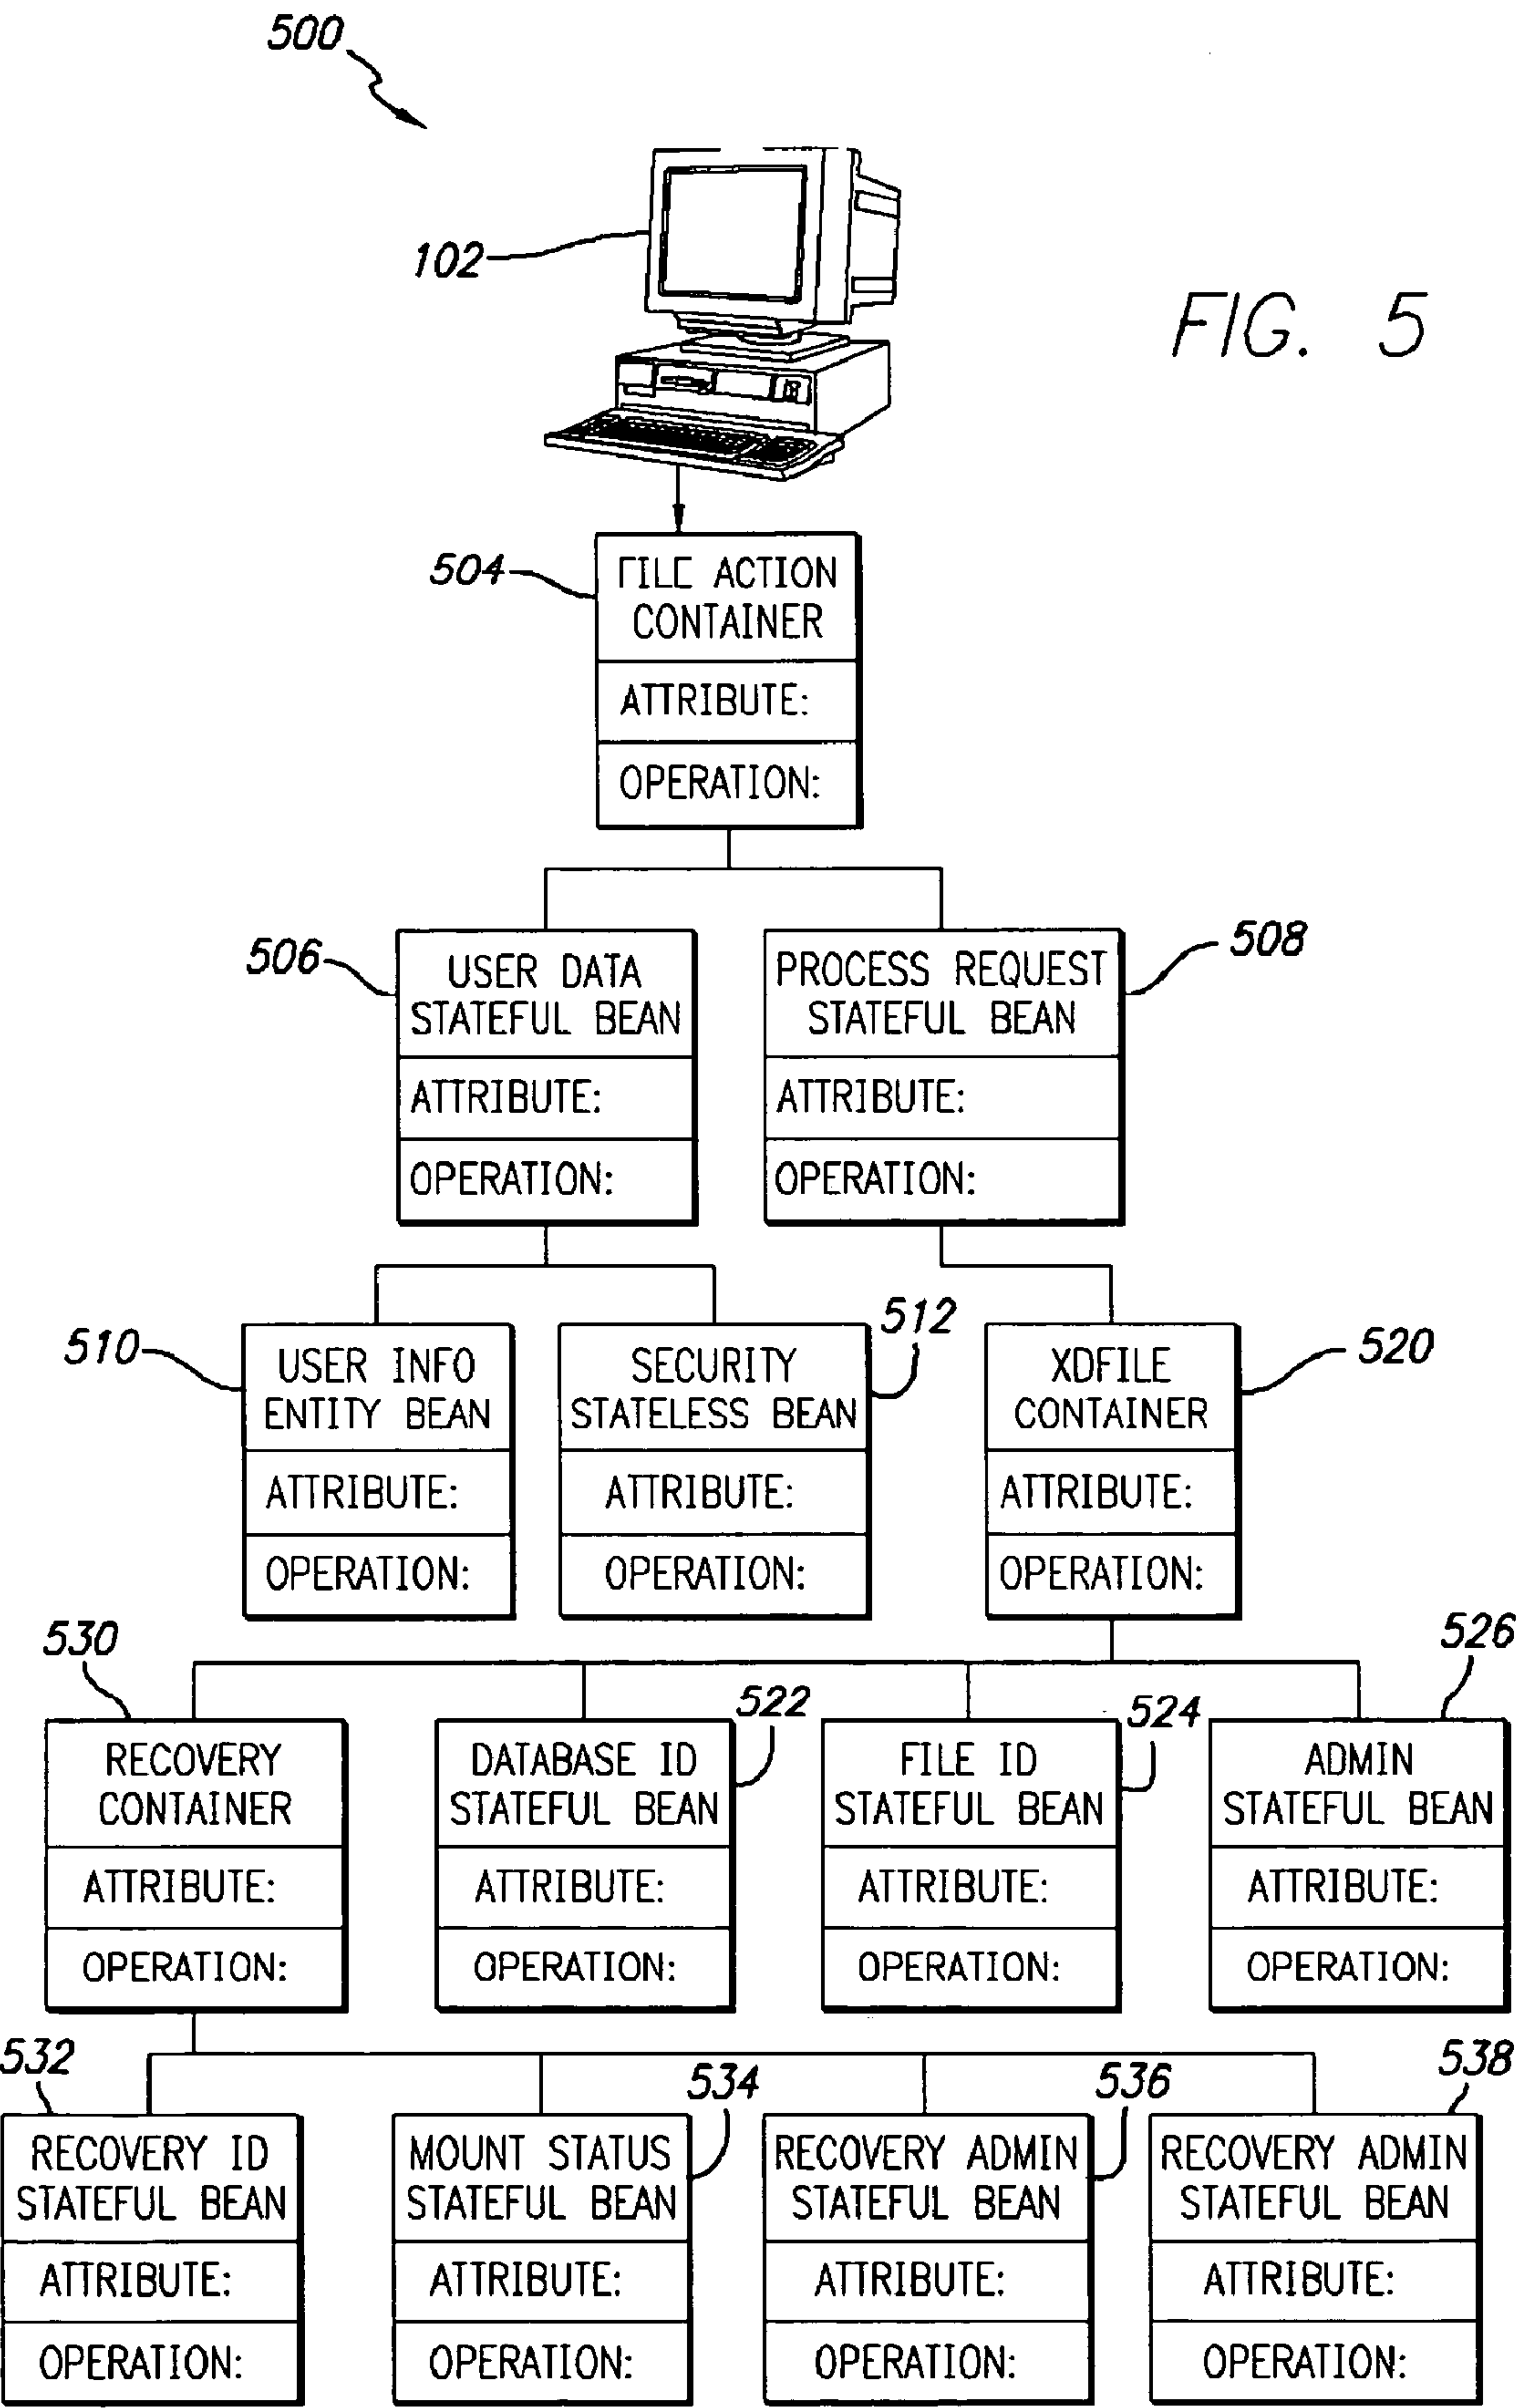 500
102
FIG. 5
504
FILE ACTION
CONTAINER
ATTRIBUTE:
OPERATION:
506
USER DATA
STATEFUL BEAN
ATTRIBUTE:
OPERATION:
508
PROCESS REQUEST
STATEFUL BEAN
ATTRIBUTE:
OPERATION:
510
USER INFO
ENTITY BEAN
ATTRIBUTE:
OPERATION:
512
SECURITY
STATELESS BEAN
ATTRIBUTE:
OPERATION:
520
XDFILE
CONTAINER
ATTRIBUTE:
OPERATION:
530
RECOVERY
CONTAINER
ATTRIBUTE:
OPERATION:
522
DATABASE ID
STATEFUL BEAN
ATTRIBUTE:
OPERATION:
524
FILE ID
STATEFUL BEAN
ATTRIBUTE:
OPERATION:
526
ADMIN
STATEFUL BEAN
ATTRIBUTE:
OPERATION:
532
RECOVERY ID
STATEFUL BEAN
ATTRIBUTE:
OPERATION:
534
MOUNT STATUS
STATEFUL BEAN
ATTRIBUTE:
OPERATION:
536
RECOVERY ADMIN
STATEFUL BEAN
ATTRIBUTE:
OPERATION:
538
RECOVERY ADMIN
STATEFUL BEAN
ATTRIBUTE:
OPERATION: